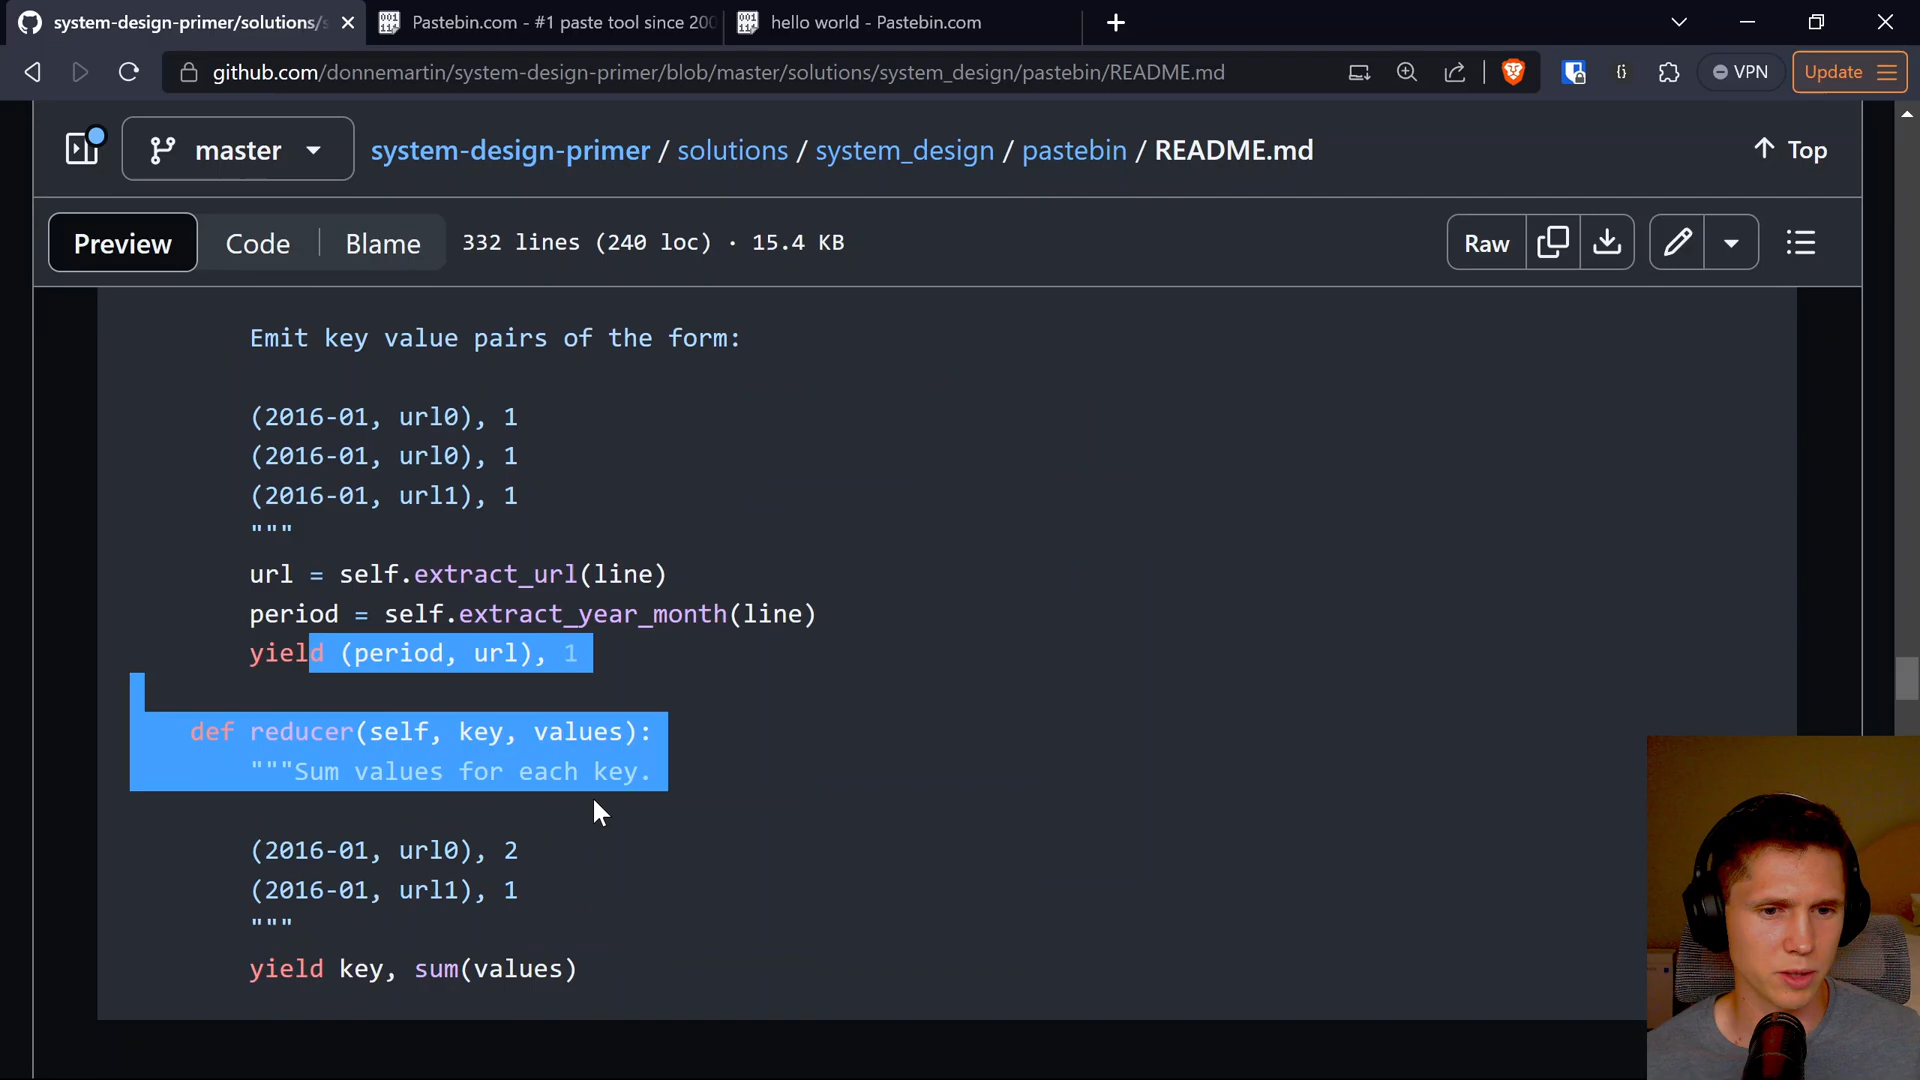 system-design-primer/solutions/s
Pastebin.com - #1 paste tool since 200
hello world - Pastebin.com
github.com/donnemartin/system-design-primer/blob/master/solutions/system_design/pastebin/README.md
VPN
Update
master
system-design-primer / solutions / system_design / pastebin / README.md
Top
Preview
Code
Blame
332 lines (240 loc) · 15.4 KB
Raw
Emit key value pairs of the form:
(2016-01, url0), 1
(2016-01, url0), 1
(2016-01, url1), 1
"""
url = self.extract_url(line)
period = self.extract_year_month(line)
yield (period, url), 1
def reducer(self, key, values):
"""Sum values for each key.
(2016-01, url0), 2
(2016-01, url1), 1
"""
yield key, sum(values)